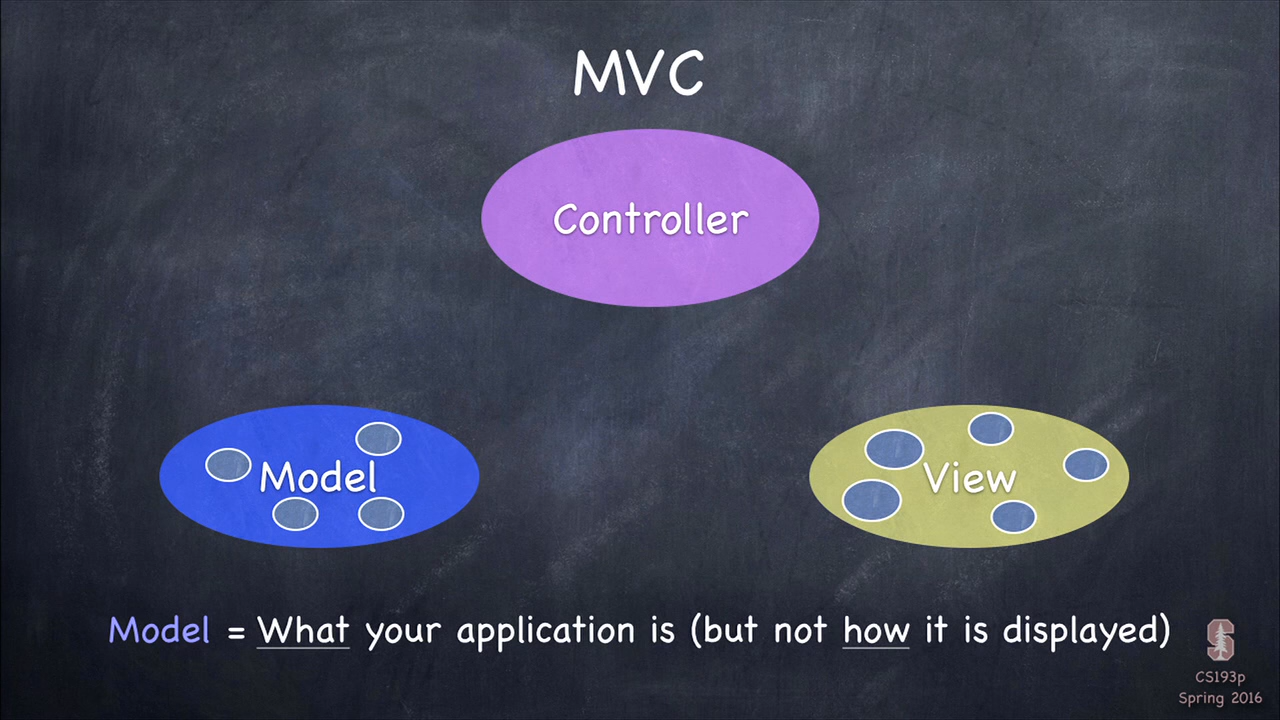 MVC
Controller
Model
View
Model = What your application is (but not how it is displayed)
CS193p
Spring 2016